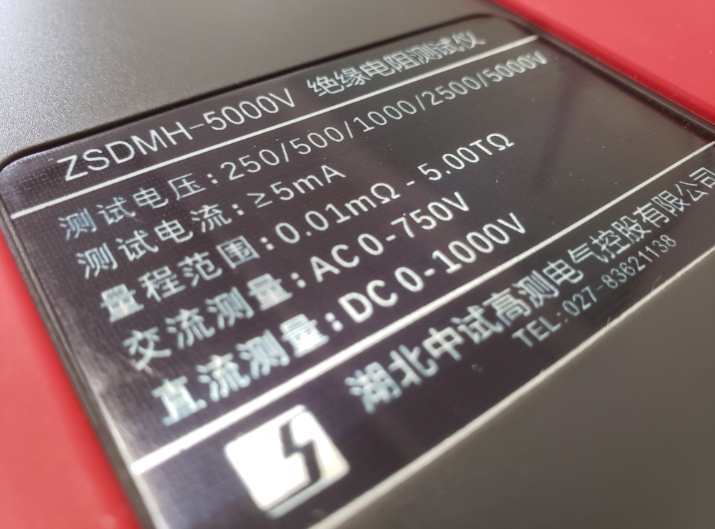 ZSDMH-5000V 绝缘电阻测试仪
测试电压:250/500/1000/2500/5000V
测试电流:≥5mA
量程范围:0.01mΩ-5.00TΩ
交流测量:AC 0-750V
直流测量:DC 0-1000V
湖北中试高测电气控股有限公司
TEL:027-83621138